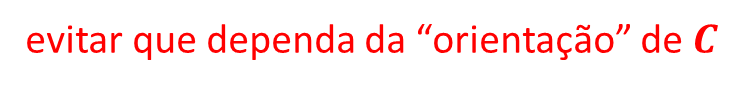 evitar que dependa da “orientação” de C